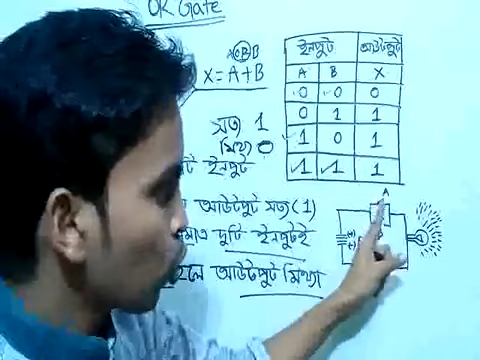 OR Gate
A OR B
X = A + B
ইনপুট আউটপুট
A B X
0 0 0
0 1 1
1 0 1
1 1 1
সত্য 1
মিথ্যা 0
ইনপুট
আউটপুট সত্য (1)
দুটি ইনপুটই
হলে আউটপুট মিথ্যা
A